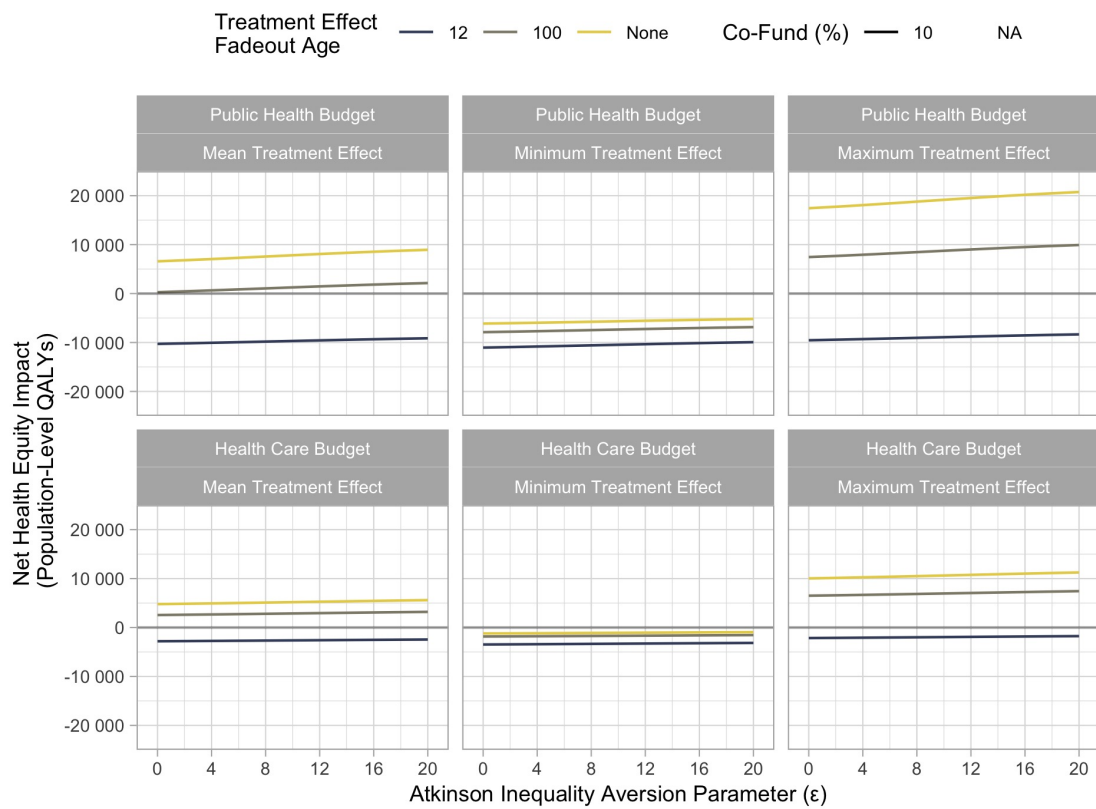 Treatment Effect
Fadeout Age
12
100
None
Co-Fund (%)
10
NA
Public Health Budget
Public Health Budget
Public Health Budget
Mean Treatment Effect
Minimum Treatment Effect
Maximum Treatment Effect
20 000
10 000
0
-10 000
-20 000
Health Care Budget
Health Care Budget
Health Care Budget
Mean Treatment Effect
Minimum Treatment Effect
Maximum Treatment Effect
20 000
10 000
0
-10 000
-20 000
Net Health Equity Impact
(Population-Level QALYs)
0 4 8 12 16 20
0 4 8 12 16 20
0 4 8 12 16 20
Atkinson Inequality Aversion Parameter (ε)